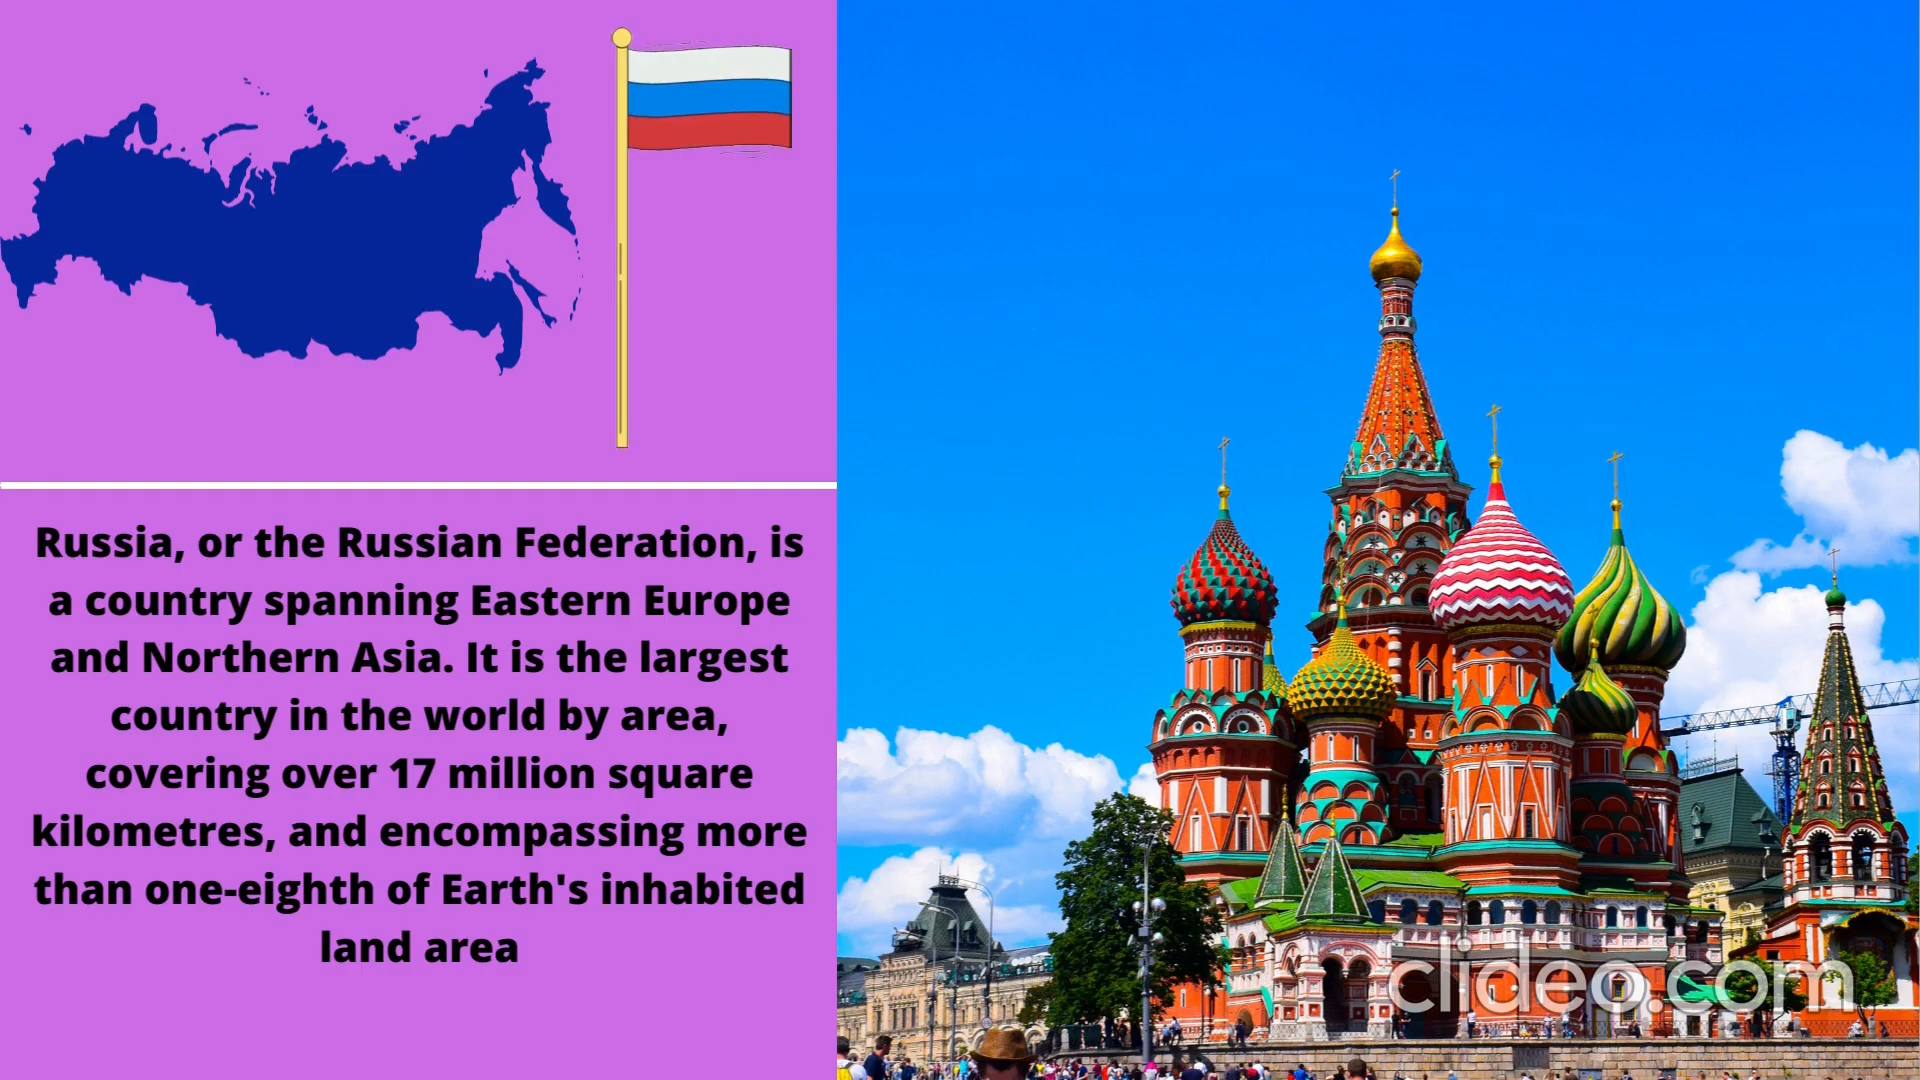 Russia, or the Russian Federation, is
a country spanning Eastern Europe
and Northern Asia. It is the largest
country in the world by area,
covering over 17 million square
kilometres, and encompassing more
than one-eighth of Earth's inhabited
land area
clideo.com